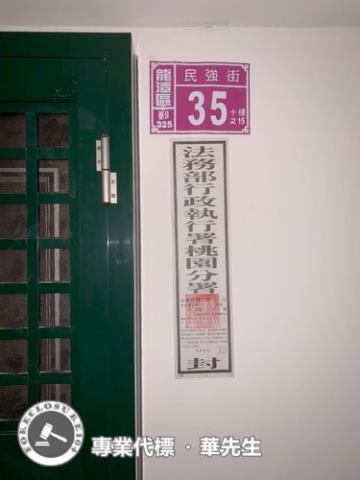 民強街
龍潭區
郵
325
35
十樓
之15
法務部行政執行署桃園分署
封
FORECLOSURE104
專業代標 · 華先生